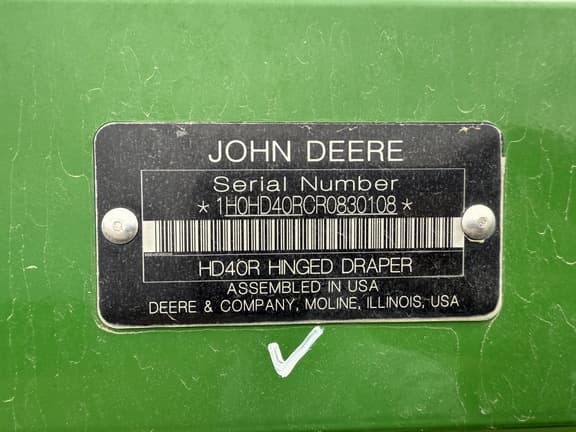 JOHN DEERE
Serial Number
*1H0HD40RCR0830108*
HD40R HINGED DRAPER
ASSEMBLED IN USA
DEERE & COMPANY, MOLINE, ILLINOIS, USA